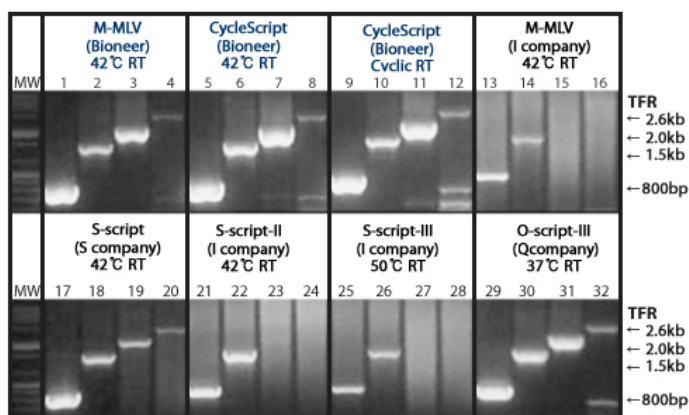 M-MLV
(Bioneer)
42℃ RT
CycleScript
(Bioneer)
42℃ RT
CycleScript
(Bioneer)
Cvclic RT
M-MLV
(I company)
42℃ RT
MW 1 2 3 4 5 6 7 8 9 10 11 12 13 14 15 16
TFR
← 2.6kb
← 2.0kb
← 1.5kb
←800bp
S-script
(S company)
42℃ RT
S-script-II
(I company)
42℃ RT
S-script-III
(I company)
50℃ RT
O-script-III
(Qcompany)
37℃ RT
MW 17 18 19 20 21 22 23 24 25 26 27 28 29 30 31 32
TFR
← 2.6kb
← 2.0kb
← 1.5kb
←800bp